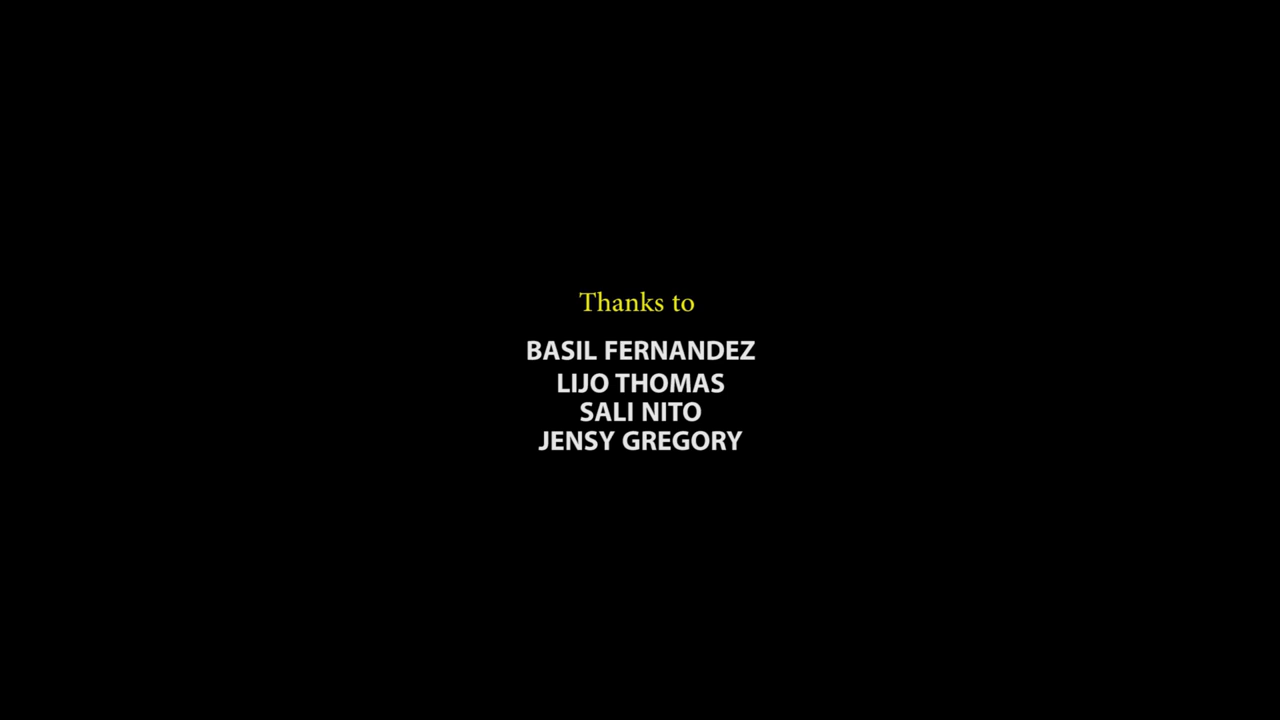 Thanks to
BASIL FERNANDEZ
LIJO THOMAS
SALI NITO
JENSY GREGORY